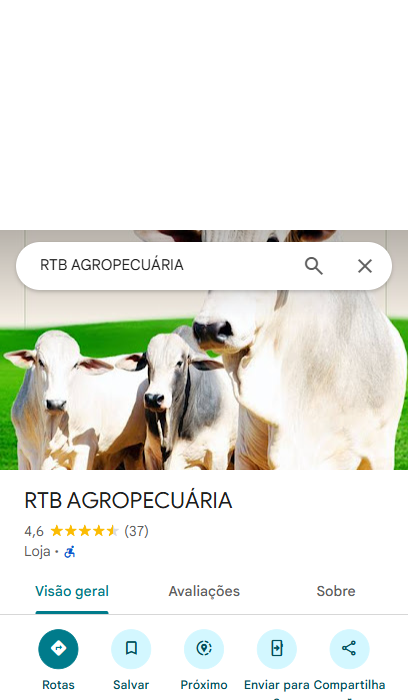 RTB AGROPECUÁRIA
RTB AGROPECUÁRIA
4,6 (37)
Loja ·
Visão geral Avaliações Sobre
Rotas Salvar Próximo Enviar para Compartilha